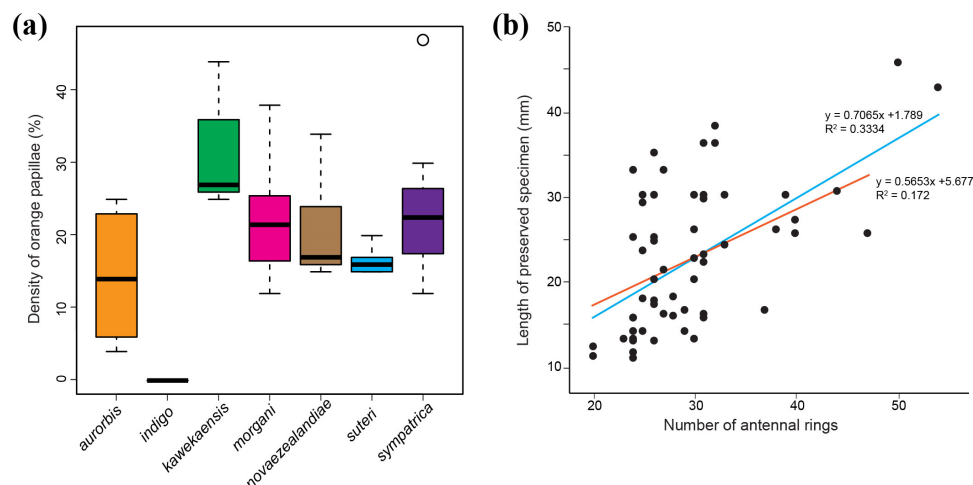 (a)
Density of orange papillae (%)
40
30
20
10
0
aurorbis
indigo
kawekaensis
morgani
novaezealandiae
suteri
sympatrica
(b)
Length of preserved specimen (mm)
50
40
30
20
10
y = 0.7065x +1.789
R² = 0.3334
y = 0.5653x +5.677
R² = 0.172
20
30
40
50
Number of antennal rings